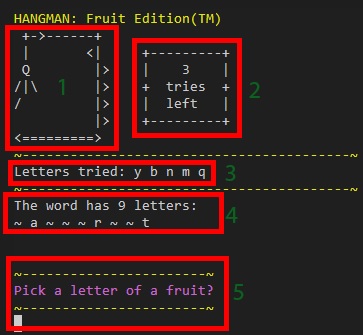 HANGMAN: Fruit Edition(TM)
+->------+
|       <|
Q        |>
/|\      |>
/        |>
         |>
<=========>
1
+---------+
|    3    |
+  tries  +
|  left   |
+---------+
2
~---------------------------------------~
Letters tried: y b n m q
3
~---------------------------------------~
The word has 9 letters:
~ a ~ ~ ~ r ~ ~ t
4
~----------------------~
Pick a letter of a fruit?
~----------------------~
5